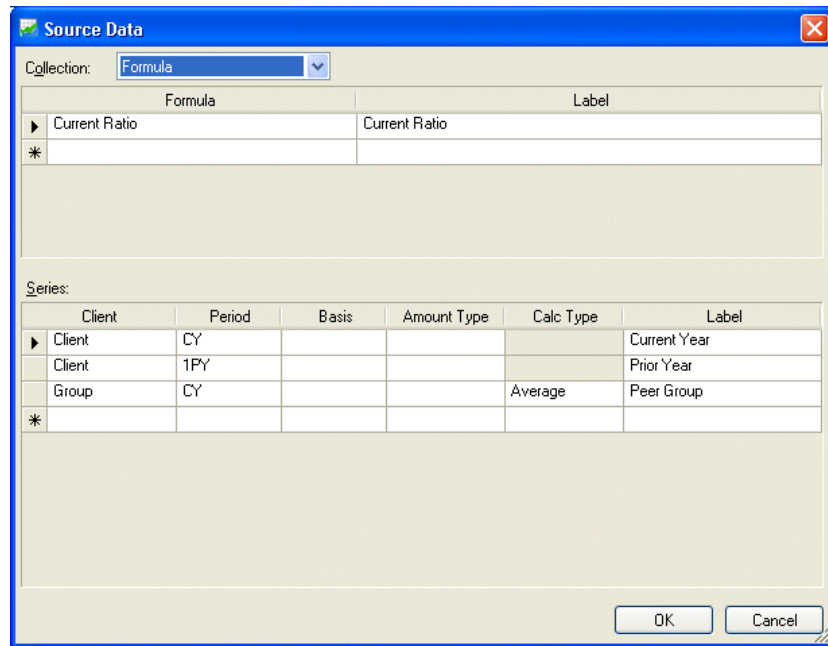 Source Data
Collection: Formula
Formula Label
Current Ratio Current Ratio
Series:
Client Period Basis Amount Type Calc Type Label
Client CY Current Year
Client 1PY Prior Year
Group CY Average Peer Group
OK Cancel